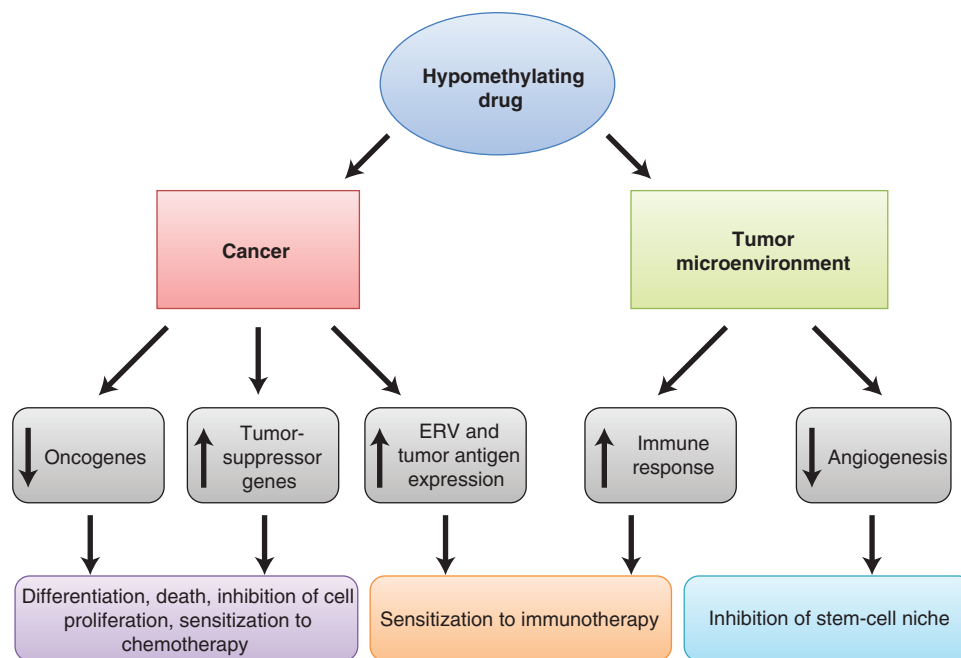 Hypomethylating
drug
Cancer
Tumor
microenvironment
Oncogenes
Tumor-
suppressor
genes
ERV and
tumor antigen
expression
Immune
response
Angiogenesis
Differentiation, death, inhibition of cell
proliferation, sensitization to
chemotherapy
Sensitization to immunotherapy
Inhibition of stem-cell niche